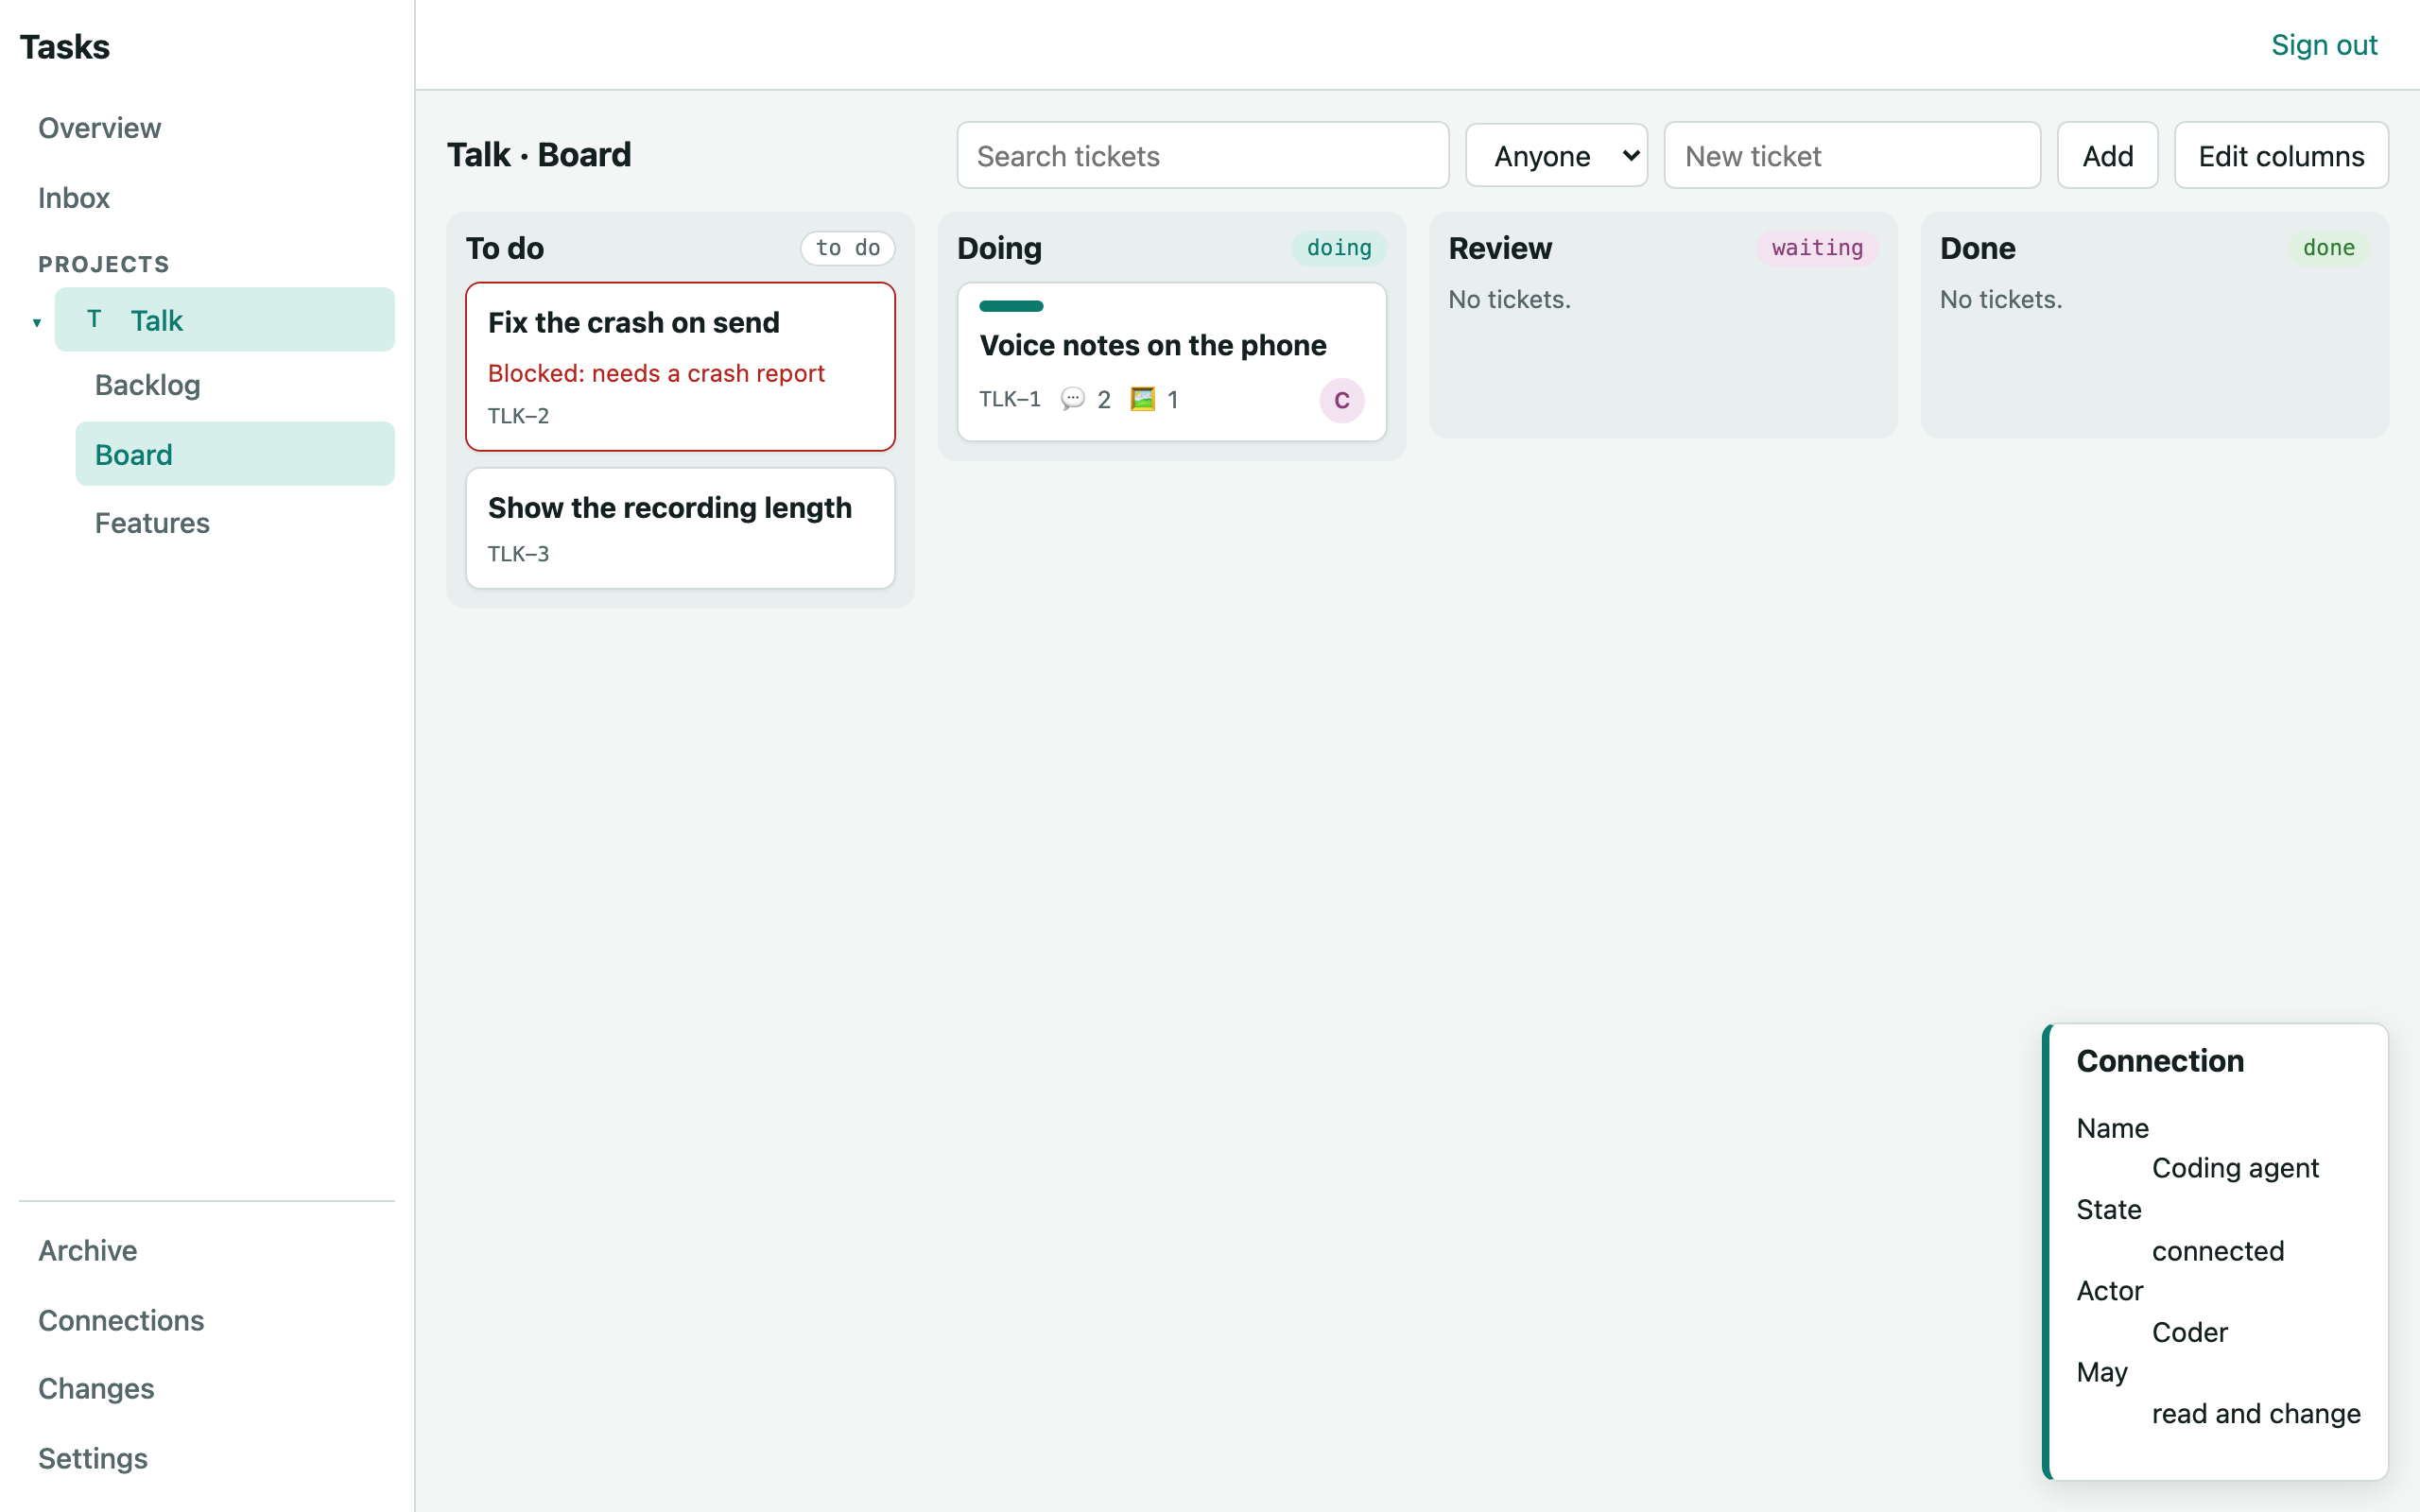 Tasks
Sign out
Overview
Inbox
PROJECTS
T Talk
Backlog
Board
Features
Archive
Connections
Changes
Settings
Talk · Board
Search tickets
Anyone
New ticket
Add
Edit columns
To do
to do
Fix the crash on send
Blocked: needs a crash report
TLK-2
Show the recording length
TLK-3
Doing
doing
Voice notes on the phone
TLK-1 2 1
C
Review
waiting
No tickets.
Done
done
No tickets.
Connection
Name
Coding agent
State
connected
Actor
Coder
May
read and change